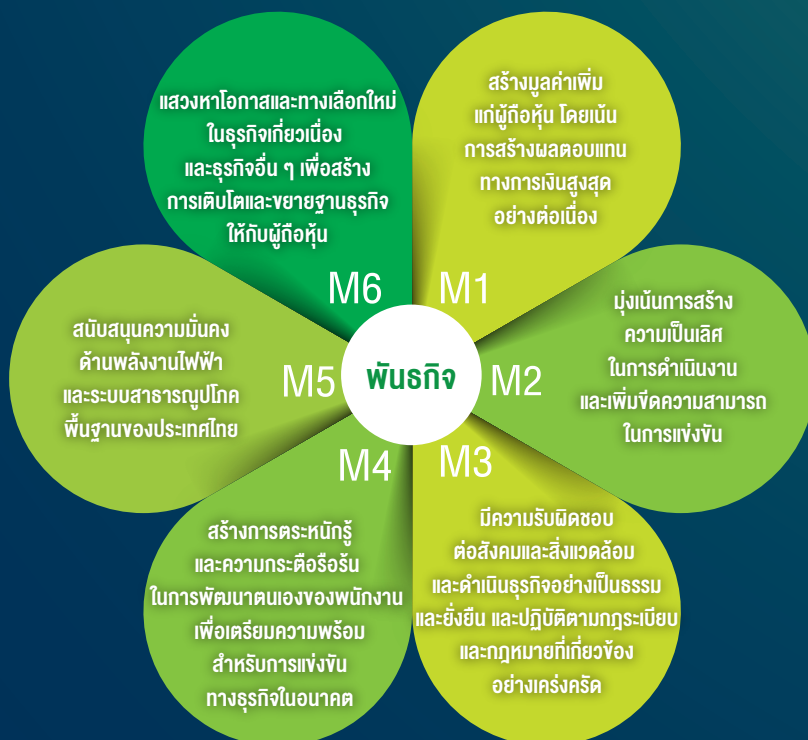 พันธกิจ
M1
สร้างมูลค่าเพิ่ม
แก่ผู้ถือหุ้น โดยเน้น
การสร้างผลตอบแทน
ทางการเงินสูงสุด
อย่างต่อเนื่อง
M2
มุ่งเน้นการสร้าง
ความเป็นเลิศ
ในการดำเนินงาน
และเพิ่มขีดความสามารถ
ในการแข่งขัน
M3
มีความรับผิดชอบ
ต่อสังคมและสิ่งแวดล้อม
และดำเนินธุรกิจอย่างเป็นธรรม
และยั่งยืน และปฏิบัติตามกฎระเบียบ
และกฎหมายที่เกี่ยวข้อง
อย่างเคร่งครัด
M4
สร้างการตระหนักรู้
และความกระตือรือร้น
ในการพัฒนาตนเองของพนักงาน
เพื่อเตรียมความพร้อม
สำหรับการแข่งขัน
ทางธุรกิจในอนาคต
M5
สนับสนุนความมั่นคง
ด้านพลังงานไฟฟ้า
และระบบสาธารณูปโภค
พื้นฐานของประเทศไทย
M6
แสวงหาโอกาสและทางเลือกใหม่
ในธุรกิจเกี่ยวเนื่อง
และธุรกิจอื่น ๆ เพื่อสร้าง
การเติบโตและขยายฐานธุรกิจ
ให้กับผู้ถือหุ้น